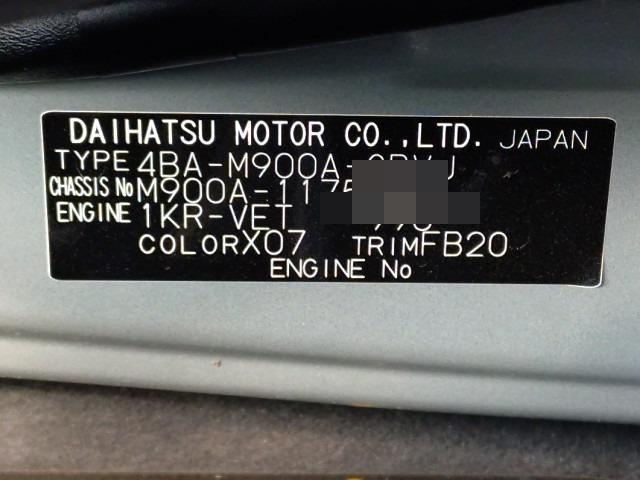 DAIHATSU MOTOR CO.,LTD. JAPAN
TYPE 4BA-M900A-
CHASSIS No M900A-1175
ENGINE 1KR-VET
COLOR X07 TRIM FB20
ENGINE No